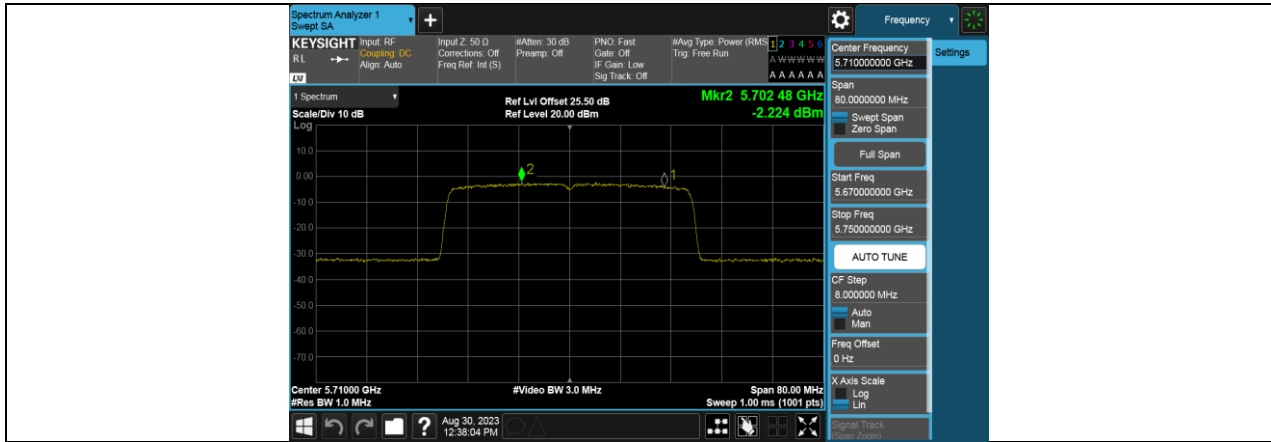 Spectrum Analyzer 1
Swept SA
Frequency
KEYSIGHT
RL
LXI
Input: RF
Coupling: DC
Align: Auto
Input Z: 50 Ω
Corrections: Off
Freq Ref: Int (S)
#Atten: 30 dB
Preamp: Off
PNO: Fast
Gate: Off
IF Gain: Low
Sig Track: Off
#Avg Type: Power (RMS
Trig: Free Run
1 2 3 4 5 6
A W W W W W
A A A A A A
1 Spectrum
Scale/Div 10 dB
Log
Ref Lvl Offset 25.50 dB
Ref Level 20.00 dBm
Mkr2 5.702 48 GHz
-2.224 dBm
10.0
0.00
-10.0
-20.0
-30.0
-40.0
-50.0
-60.0
-70.0
2
1
Center 5.71000 GHz
#Res BW 1.0 MHz
#Video BW 3.0 MHz
Span 80.00 MHz
Sweep 1.00 ms (1001 pts)
?
Aug 30, 2023
12:38:04 PM
Center Frequency
5.710000000 GHz
Span
80.0000000 MHz
Swept Span
Zero Span
Full Span
Start Freq
5.670000000 GHz
Stop Freq
5.750000000 GHz
AUTO TUNE
CF Step
8.000000 MHz
Auto
Man
Freq Offset
0 Hz
X Axis Scale
Log
Lin
Signal Track
(Span Zoom)
Settings